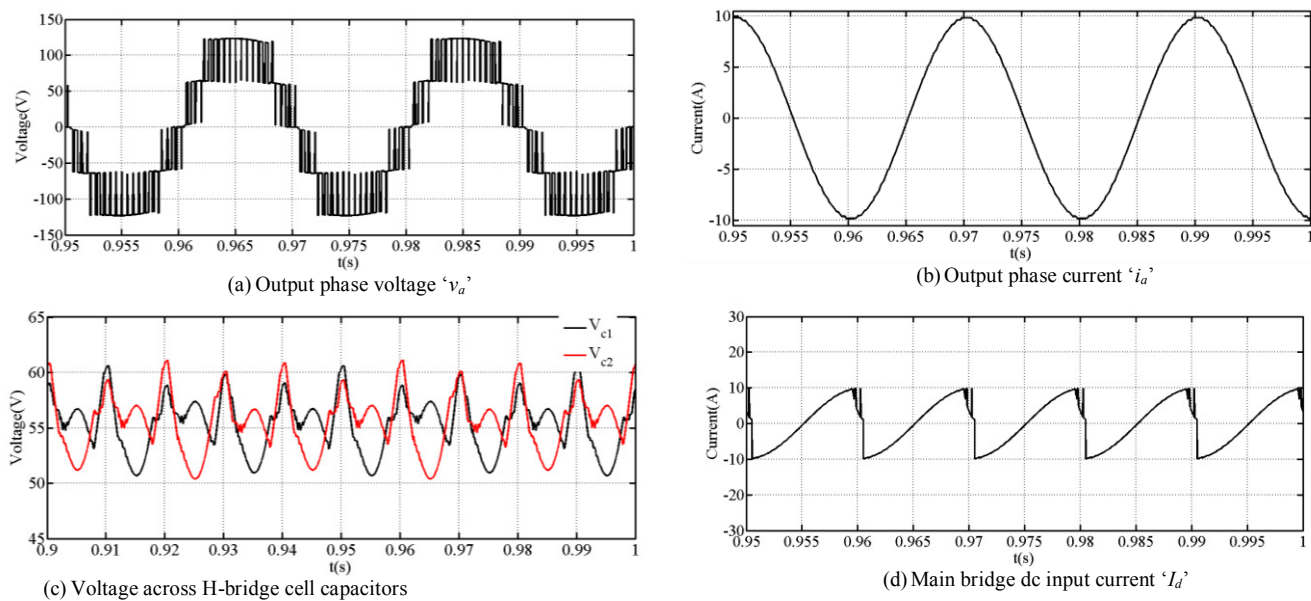 150
100
50
0
-50
-100
-150
Voltage(V)
0.95 0.955 0.96 0.965 0.97 0.975 0.98 0.985 0.99 0.995 1
t(s)
(a) Output phase voltage ‘va’
10
5
0
-5
-10
Current(A)
0.95 0.955 0.96 0.965 0.97 0.975 0.98 0.985 0.99 0.995 1
t(s)
(b) Output phase current ‘ia’
65
60
55
50
45
Voltage(V)
Vc1
Vc2
0.9 0.91 0.92 0.93 0.94 0.95 0.96 0.97 0.98 0.99 1
t(s)
(c) Voltage across H-bridge cell capacitors
30
20
10
0
-10
-20
-30
Current(A)
0.95 0.955 0.96 0.965 0.97 0.975 0.98 0.985 0.99 0.995 1
t(s)
(d) Main bridge dc input current ‘Id’